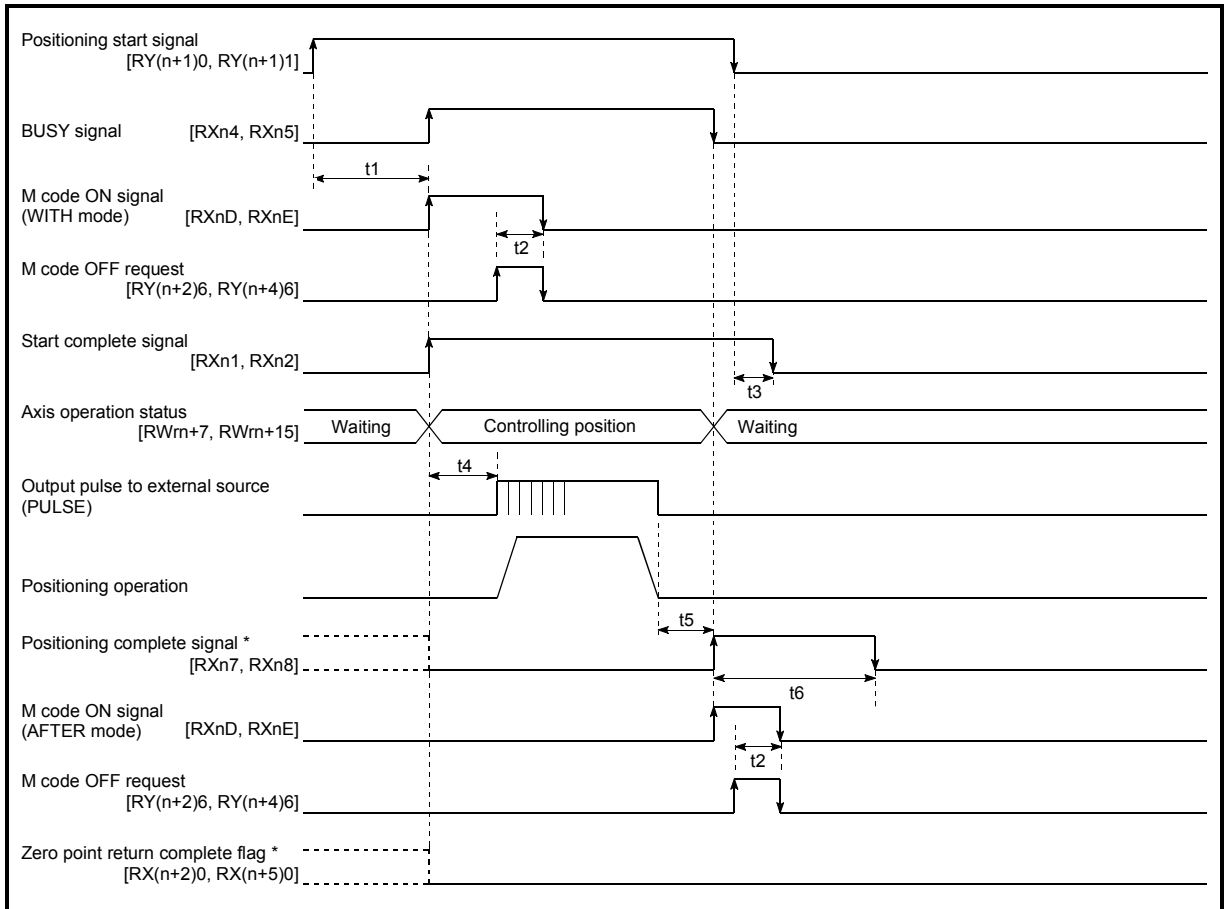 Positioning start signal
[RY(n+1)0, RY(n+1)1]
BUSY signal [RXn4, RXn5]
t1
M code ON signal
(WITH mode) [RXnD, RXnE]
t2
M code OFF request
[RY(n+2)6, RY(n+4)6]
Start complete signal
[RXn1, RXn2]
t3
Axis operation status
[RWrn+7, RWrn+15]
Waiting Controlling position Waiting
t4
Output pulse to external source
(PULSE)
Positioning operation
t5
Positioning complete signal *
[RXn7, RXn8]
t6
M code ON signal
(AFTER mode) [RXnD, RXnE]
t2
M code OFF request
[RY(n+2)6, RY(n+4)6]
Zero point return complete flag *
[RX(n+2)0, RX(n+5)0]